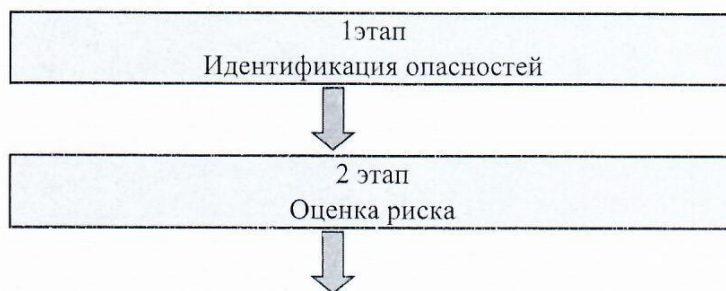 1этап
Идентификация опасностей
2 этап
Оценка риска